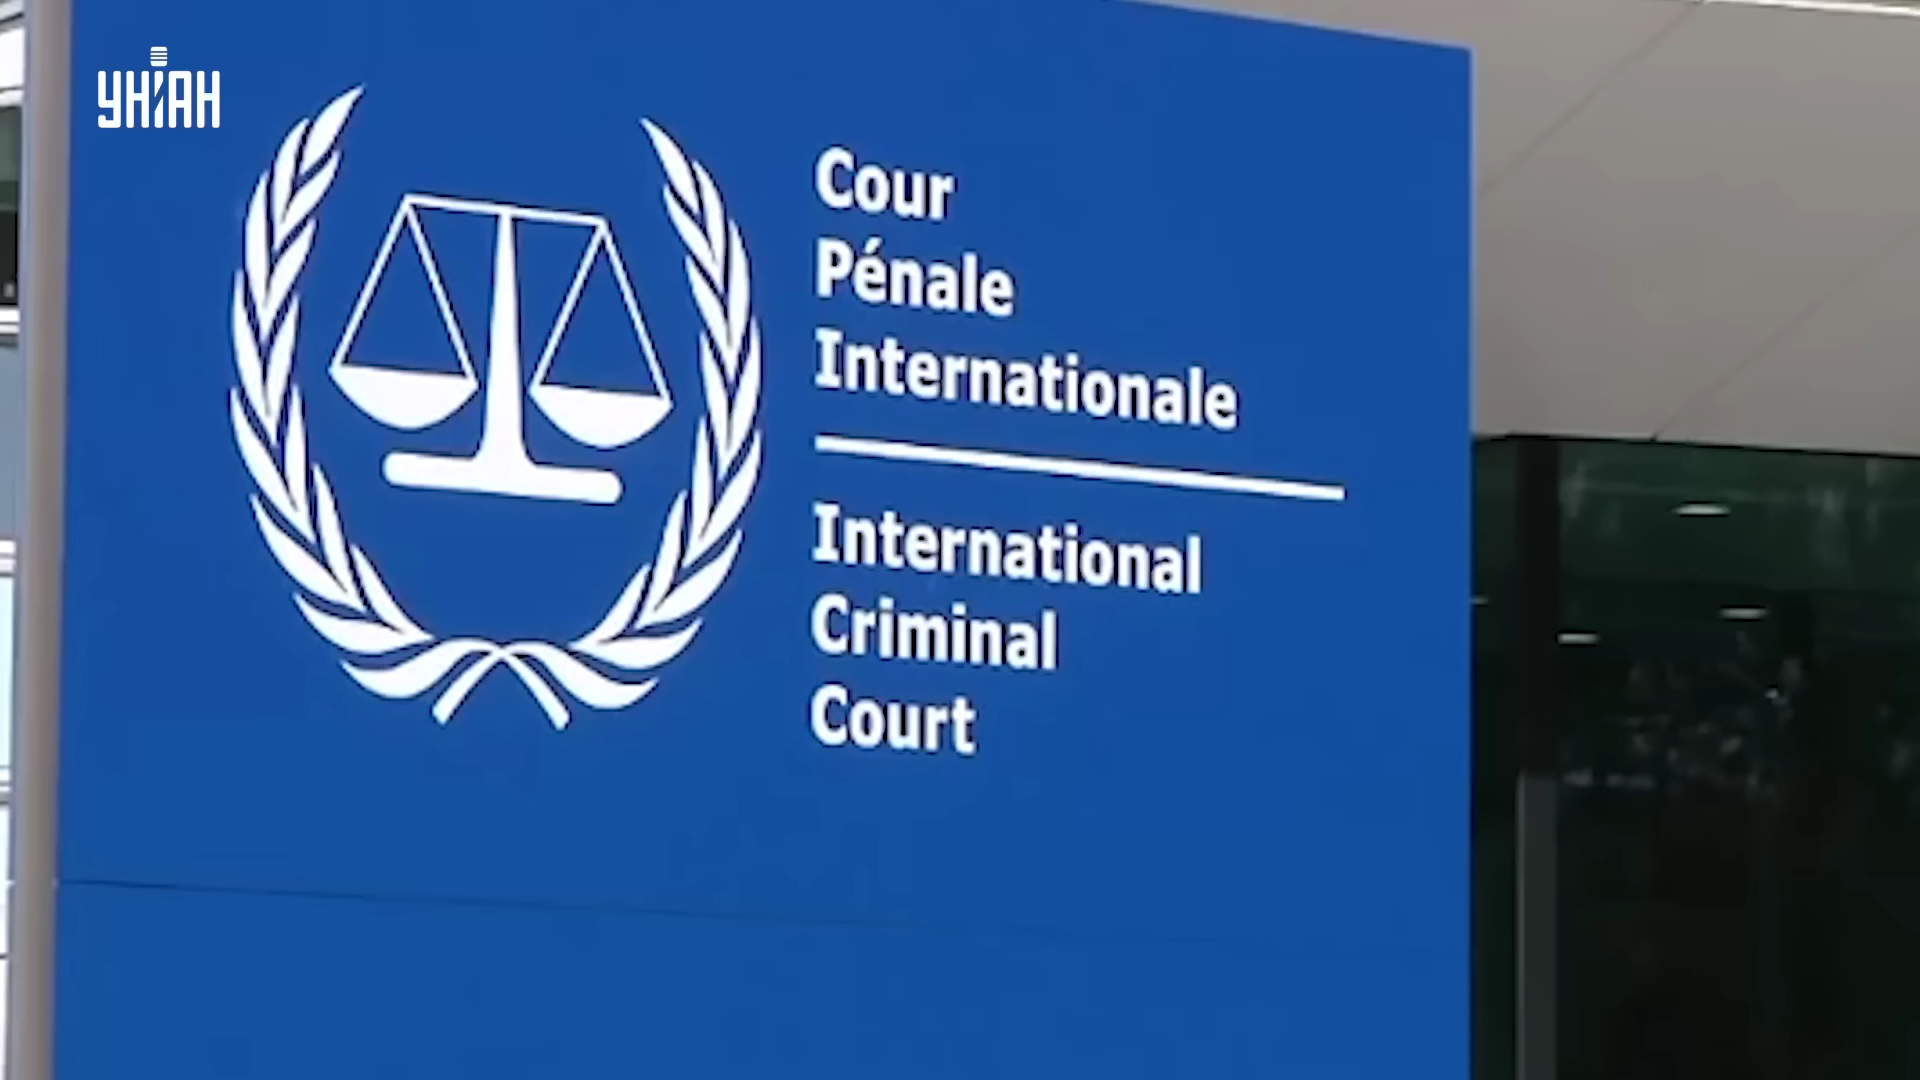 УНІАН
Cour
Pénale
Internationale
International
Criminal
Court